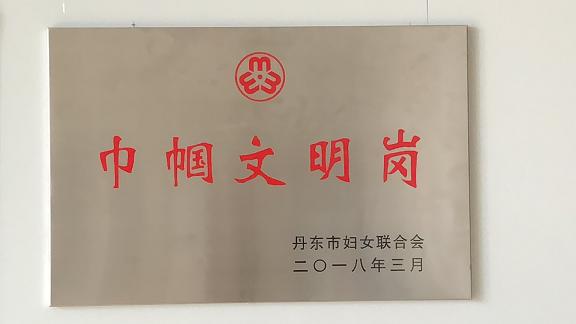 巾帼文明岗
丹东市妇女联合会
二〇一八年三月